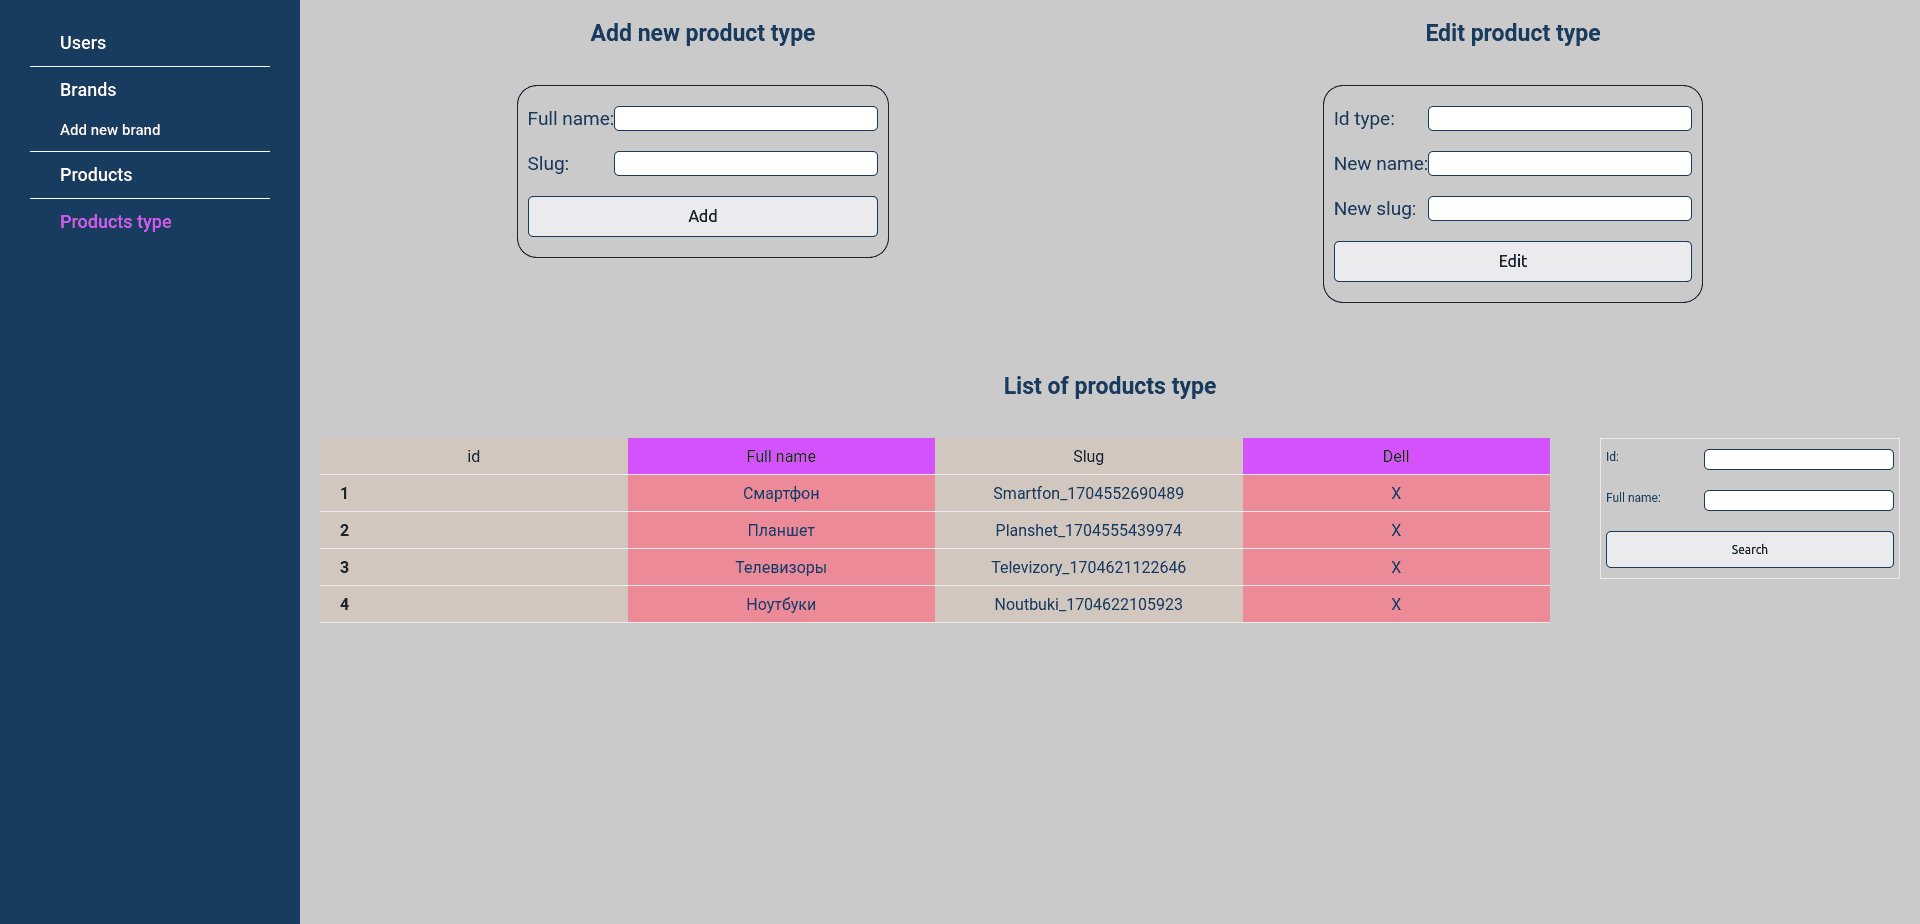 Users
Brands
Add new brand
Products
Products type
Add new product type
Full name:
Slug:
Add
Edit product type
Id type:
New name:
New slug:
Edit
List of products type
id Full name Slug Dell
1 Смартфон Smartfon_1704552690489 X
2 Планшет Planshet_1704555439974 X
3 Телевизоры Televizory_1704621122646 X
4 Ноутбуки Noutbuki_1704622105923 X
Id:
Full name:
Search